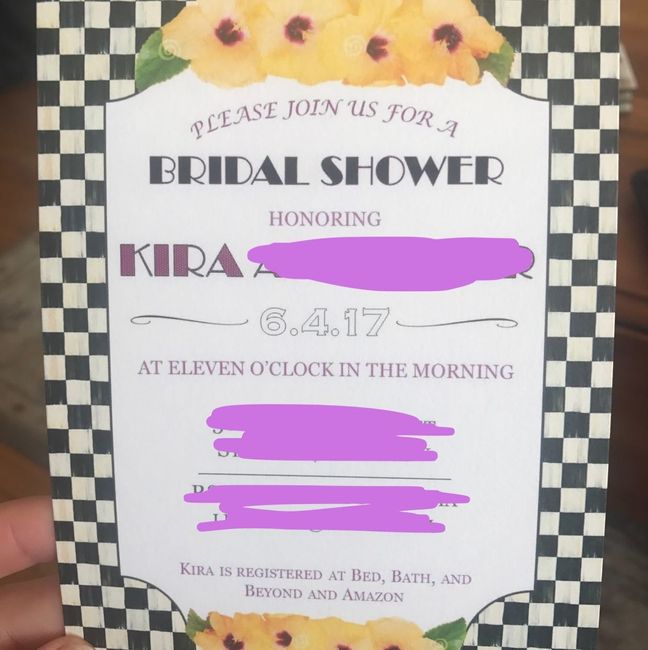 PLEASE JOIN US FOR A
BRIDAL SHOWER
HONORING
KIRA
6.4.17
AT ELEVEN O'CLOCK IN THE MORNING
KIRA IS REGISTERED AT BED, BATH, AND
BEYOND AND AMAZON